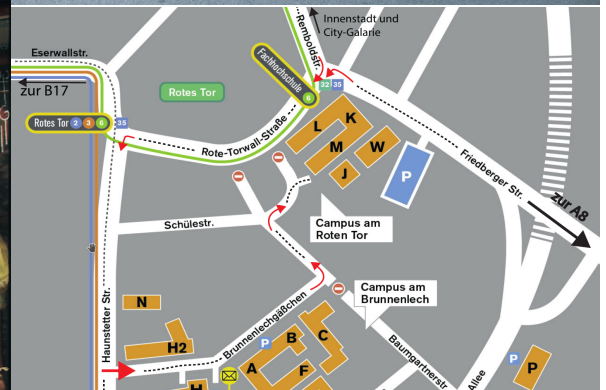 Innenstadt und
City-Galarie
Remboldstr.
Eserwallstr.
zur B17
Fachhochschule 6
Rotes Tor
32 35
Rotes Tor 2 3 6
35
Rote-Torwall-Straße
L
K
M
W
J
P
Friedberger Str.
zur A8
Schülestr.
Campus am
Roten Tor
Campus am
Brunnenlech
Haunstetter Str.
N
H2
Brunnenlechgäßchen
P
B
C
A
F
H
Baumgartnerstr.
Allee
P
P